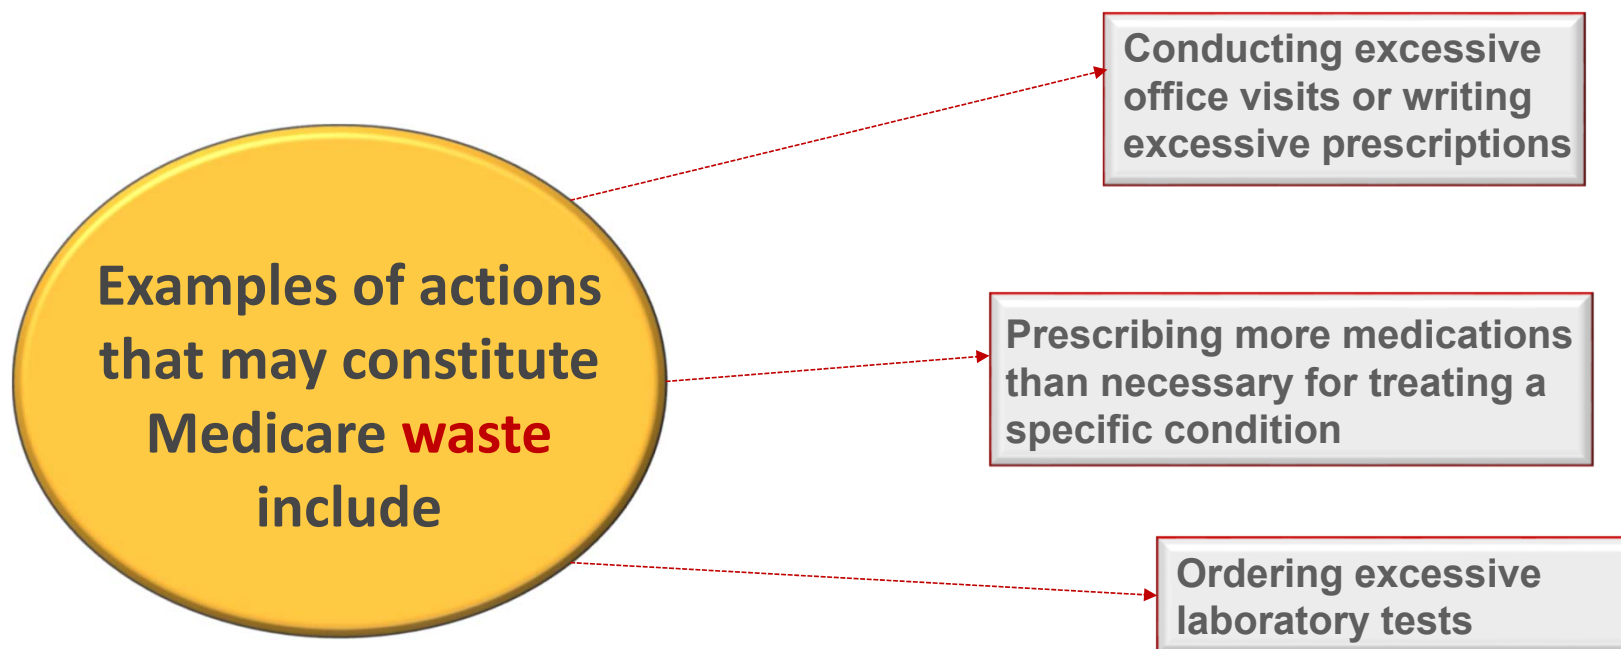 Examples of actions
that may constitute
Medicare waste
include
Conducting excessive
office visits or writing
excessive prescriptions
Prescribing more medications
than necessary for treating a
specific condition
Ordering excessive
laboratory tests